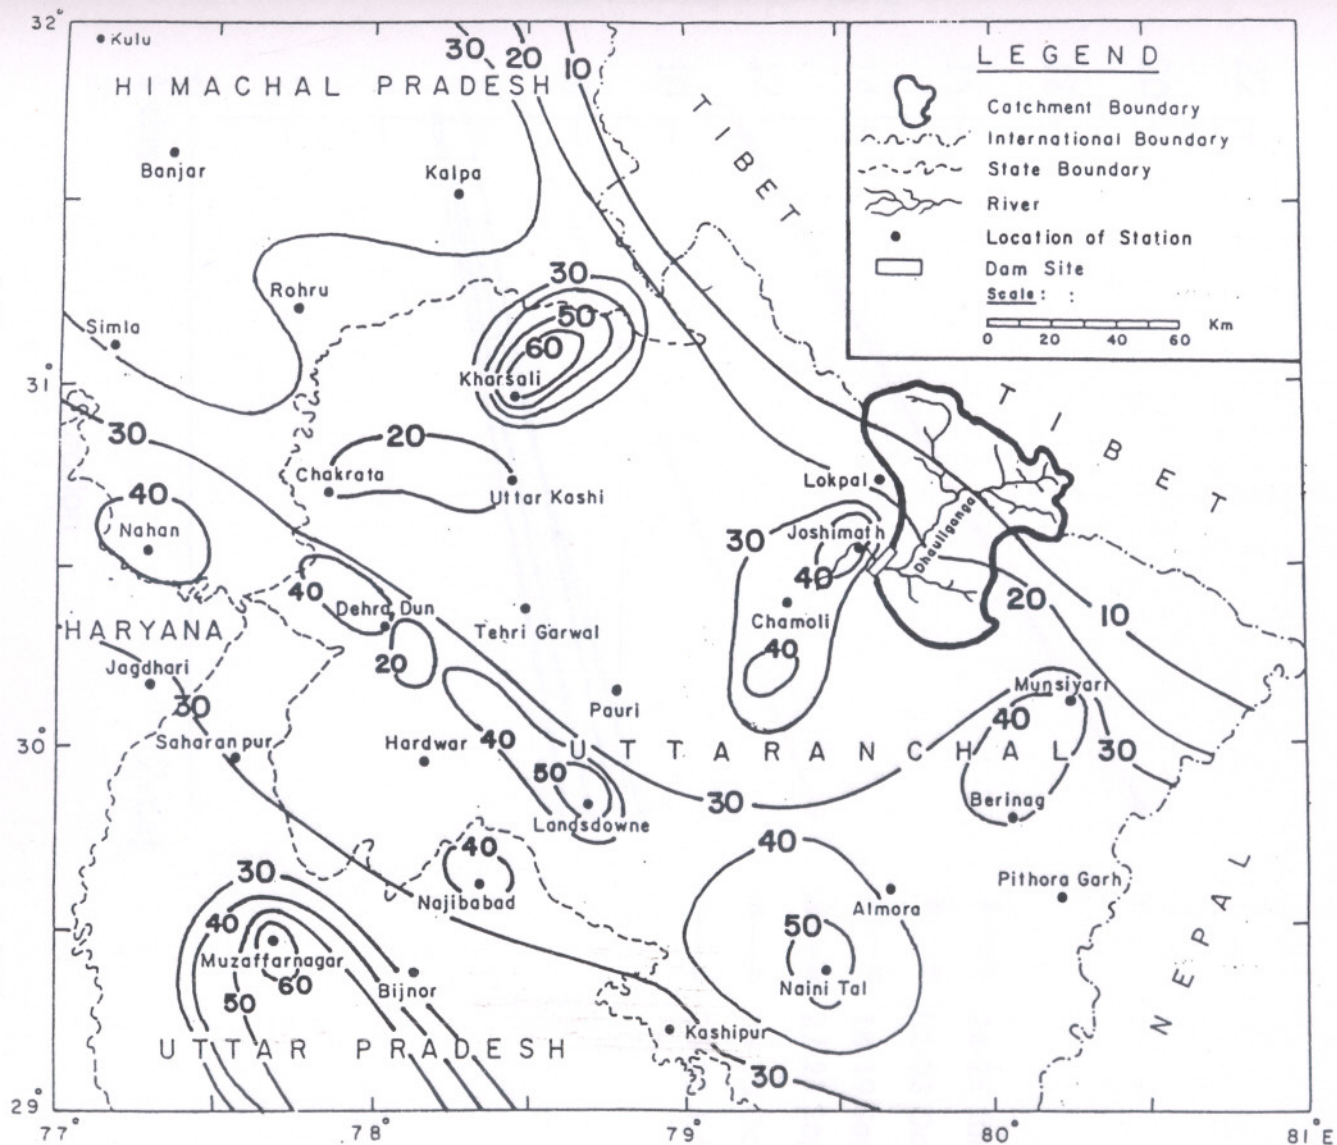 32°
Kulu
30 20 10
HIMACHAL PRADESH
TIBET
LEGEND
Catchment Boundary
International Boundary
State Boundary
River
Location of Station
Dam Site
Scale: :
0 20 40 60 Km
Banjar
Kalpa
Rohru
Simla
30
50
60
Kharsali
31°
TIBET
30
20
Chakrata
Uttar Kashi
Lokpal
40
Nahan
30
Joshimath
40
Dhauliganga
40
Dehra Dun
Chamoli
20
10
HARYANA
Tehri Garwal
Jagdhari
20
40
Munsiyari
30
Pauri
40
Saharanpur
Hardwar
40
UTTARANCHAL
30
30°
50
30
Berinag
Landsdowne
40
40
30
Najibabad
Almora
Pithora Garh
NEPAL
40
50
Muzaffarnagar
60
Bijnor
Naini Tal
50
Kashipur
UTTAR PRADESH
30
29°
77° 78° 79° 80° 81°E